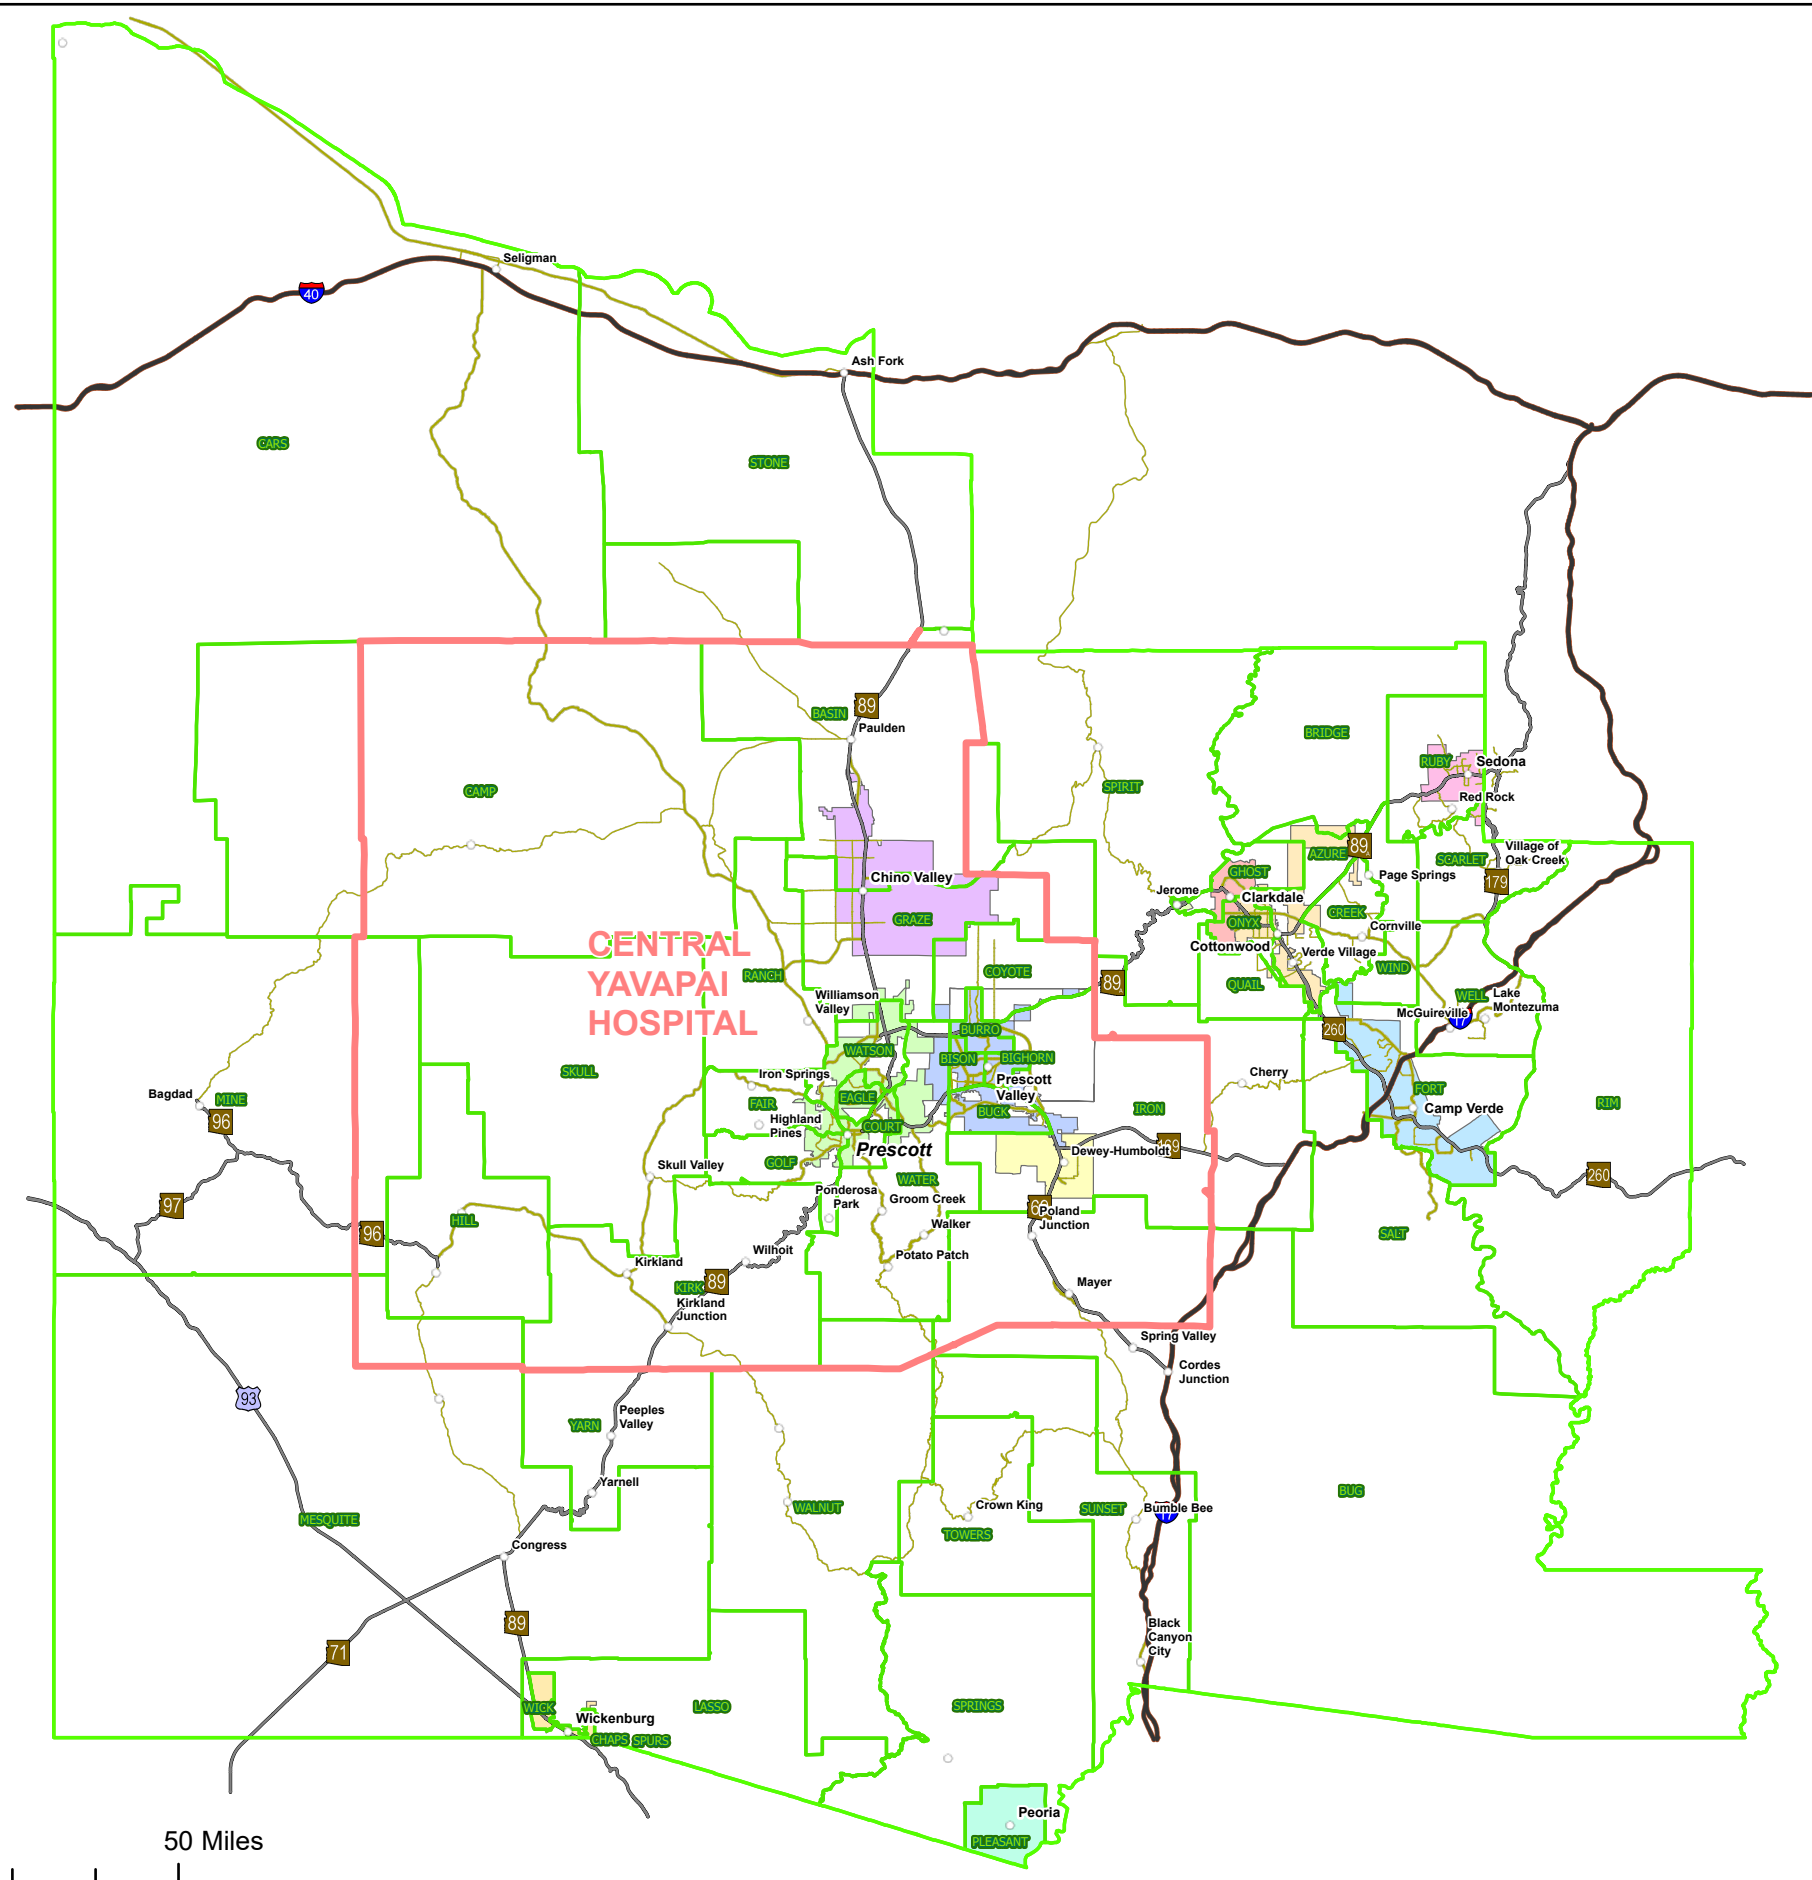 Seligman
40
Ash Fork
CARS
STONE
89
BASIN
Paulden
BRIDGE
RUBY
Sedona
CAMP
SPIRIT
Red Rock
89
AZURE
Village of
Oak Creek
SCARLET
GHOST
Page Springs
179
Chino Valley
Jerome
Clarkdale
GRAZE
ONYX
CREEK
Cornville
CENTRAL
YAVAPAI
HOSPITAL
Cottonwood
Verde Village
RANCH
COYOTE
WIND
89
QUAIL
Williamson
Valley
WELL
Lake
Montezuma
McGuireville
17
BURRO
260
WATSON
BISON
BIGHORN
SKULL
Iron Springs
Prescott
Valley
Cherry
Bagdad
MINE
EAGLE
FORT
FAIR
BUCK
IRON
Camp Verde
RIM
96
Highland
Pines
COURT
Prescott
Dewey-Humboldt
169
GOLF
Skull Valley
WATER
260
97
Ponderosa
Park
Groom Creek
69
Poland
Junction
HILL
Walker
96
SALT
Wilhoit
Potato Patch
Kirkland
KIRK
89
Mayer
Kirkland
Junction
Spring Valley
Cordes
Junction
93
Peeples
Valley
YARN
Yarnell
BUG
MESQUITE
WALNUT
Crown King
SUNSET
Bumble Bee
17
TOWERS
Congress
89
Black
Canyon
City
71
WICK
LASSO
SPRINGS
Wickenburg
CHAPS
SPURS
Peoria
PLEASANT
50 Miles